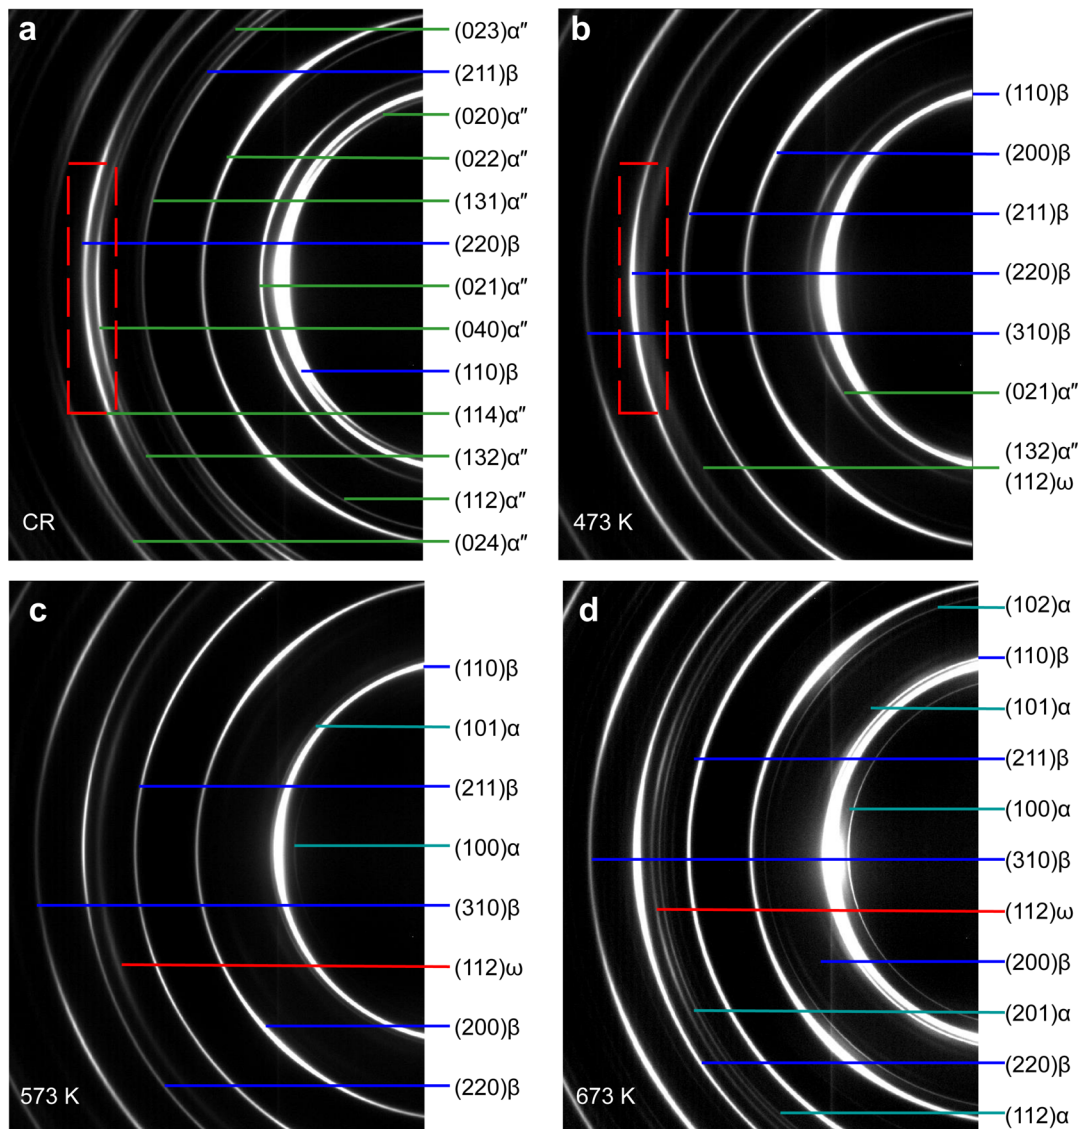 a
(023)α″
(211)β
(020)α″
(022)α″
(131)α″
(220)β
(021)α″
(040)α″
(110)β
(114)α″
(132)α″
(112)α″
(024)α″
CR
b
(110)β
(200)β
(211)β
(220)β
(310)β
(021)α″
(132)α″
(112)ω
473 K
c
(110)β
(101)α
(211)β
(100)α
(310)β
(112)ω
(200)β
(220)β
573 K
d
(102)α
(110)β
(101)α
(211)β
(100)α
(310)β
(112)ω
(200)β
(201)α
(220)β
(112)α
673 K